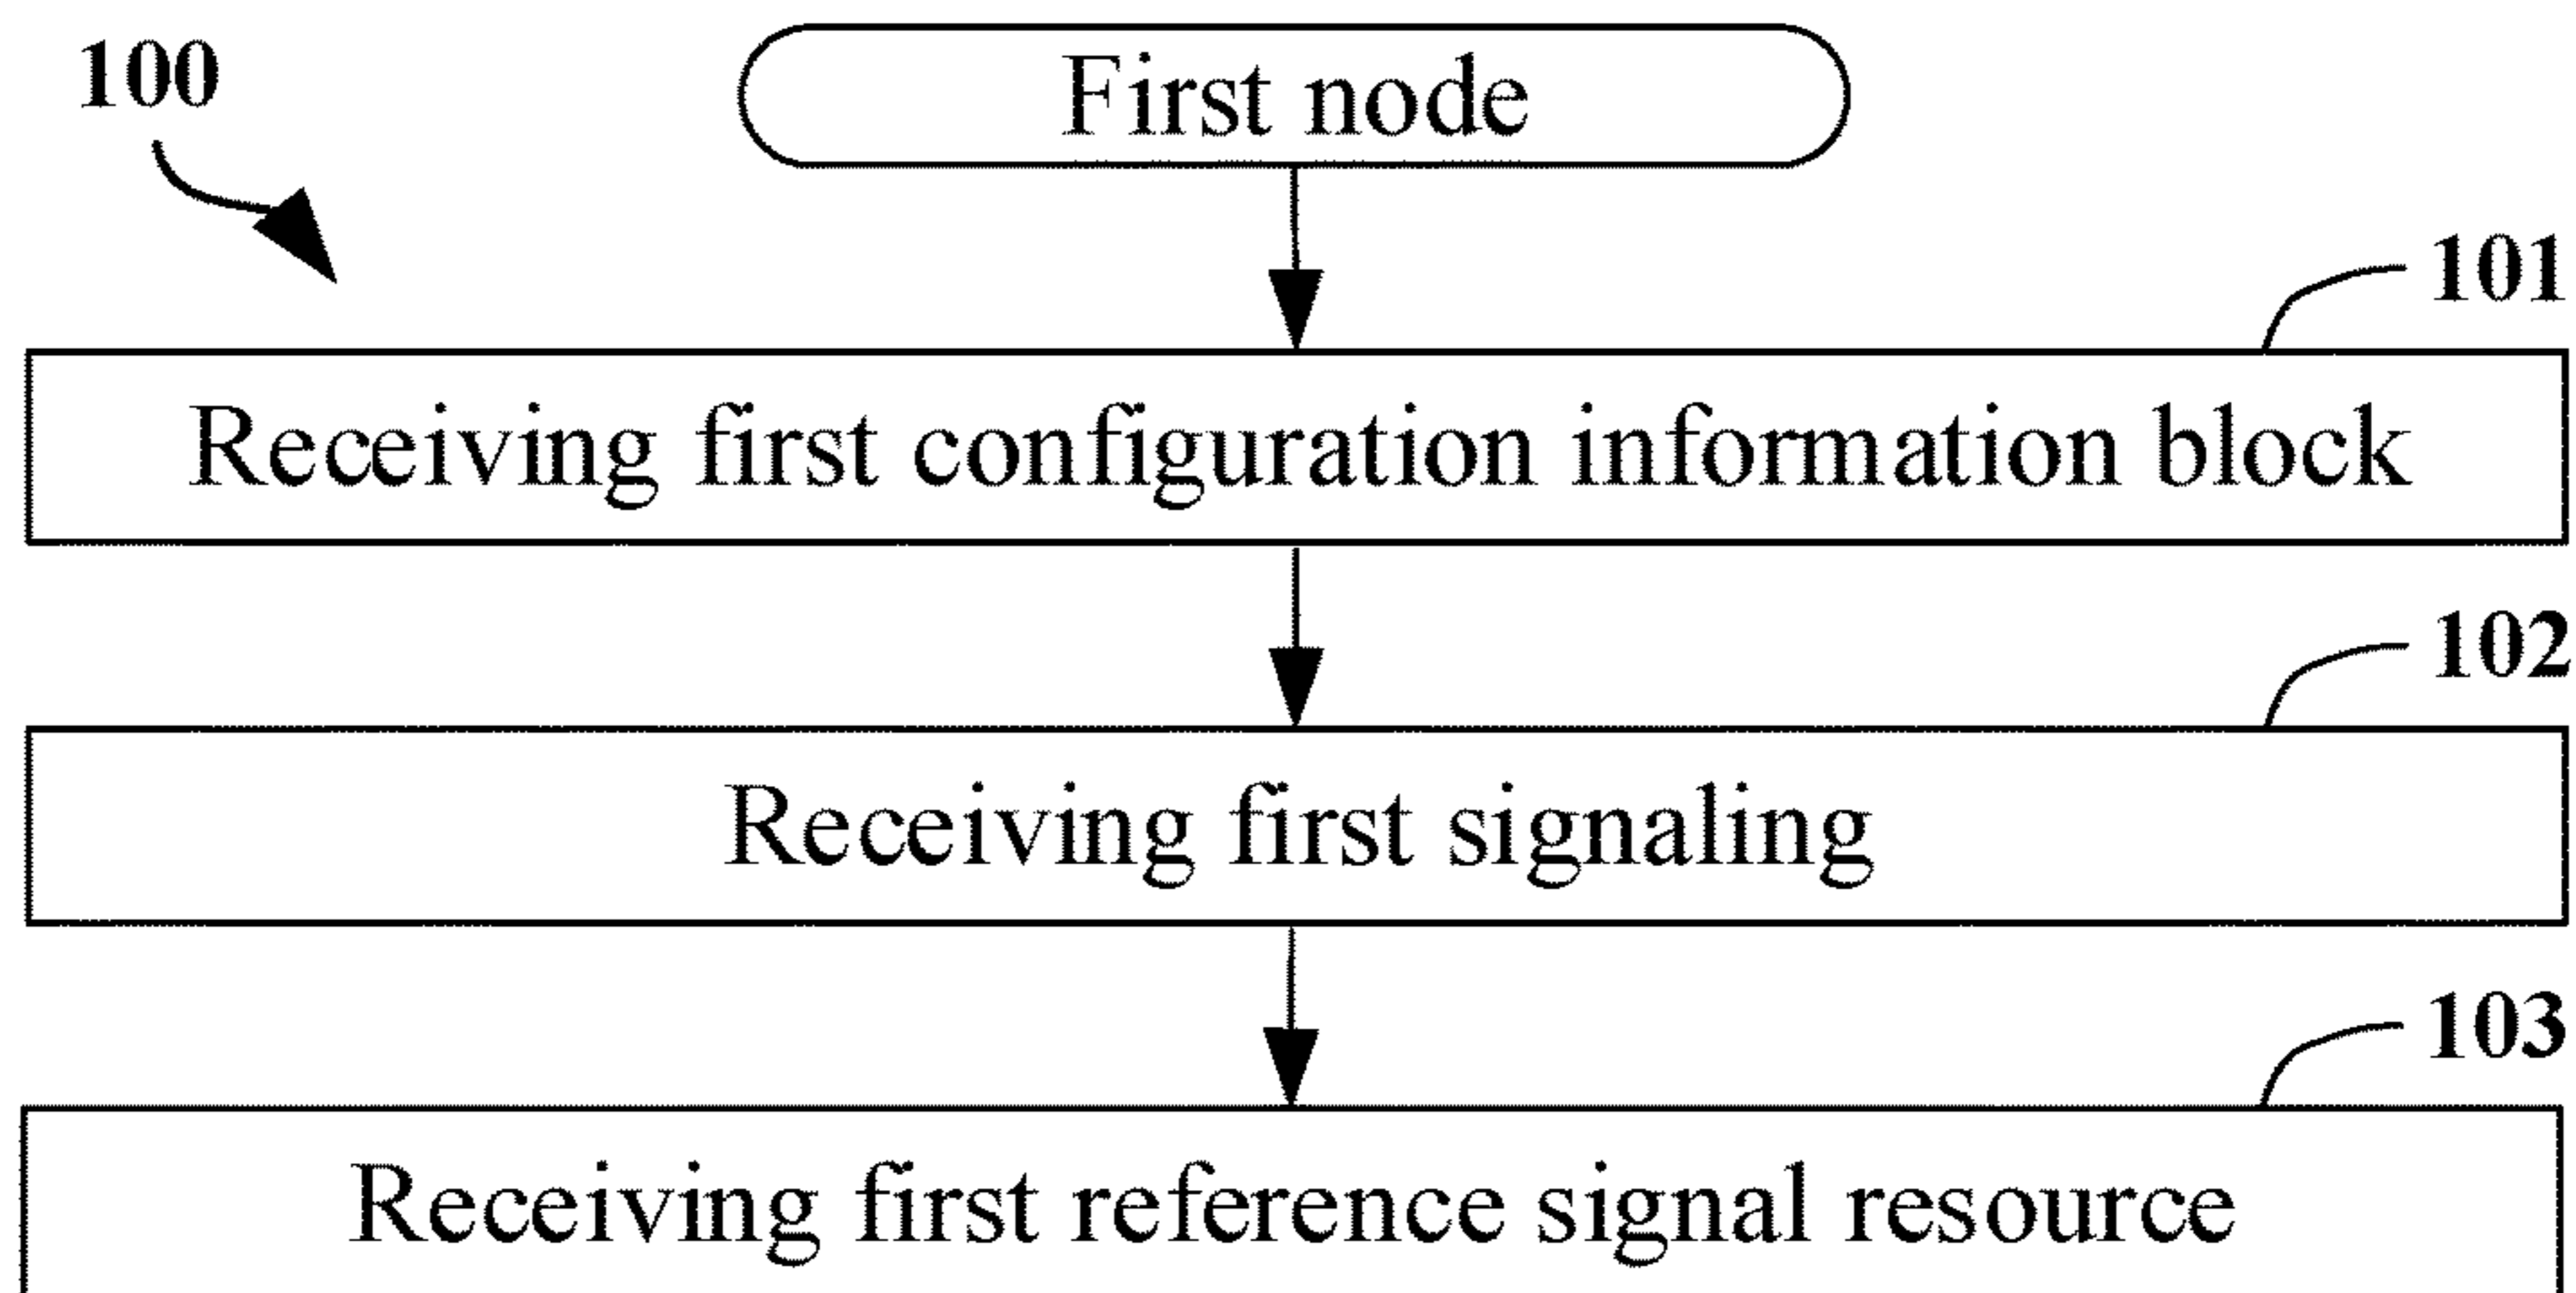 100
First node
101
Receiving first configuration information block
102
Receiving first signaling
103
Receiving first reference signal resource